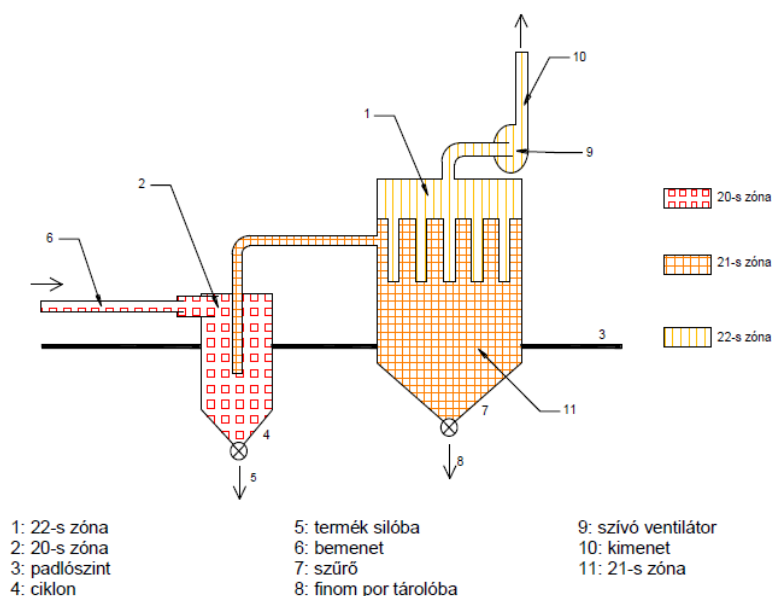 10
1
9
2
20-s zóna
6
21-s zóna
3
22-s zóna
7
11
4
8
5
1: 22-s zóna
2: 20-s zóna
3: padlószint
4: ciklon
5: termék silóba
6: bemenet
7: szűrő
8: finom por tárolóba
9: szívó ventilátor
10: kimenet
11: 21-s zóna